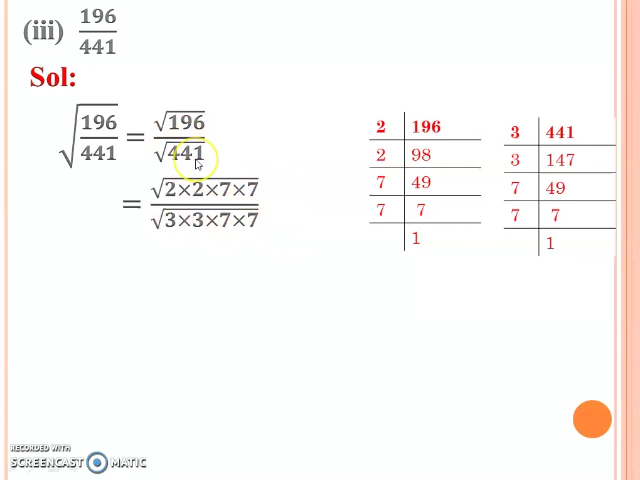 (iii) 196/441
Sol:
√(196/441) = √196/√441
= √(2×2×7×7)/√(3×3×7×7)
2 | 196
2 | 98
7 | 49
7 | 7
1
3 | 441
3 | 147
7 | 49
7 | 7
1
RECORDED WITH
SCREENCAST MATIC